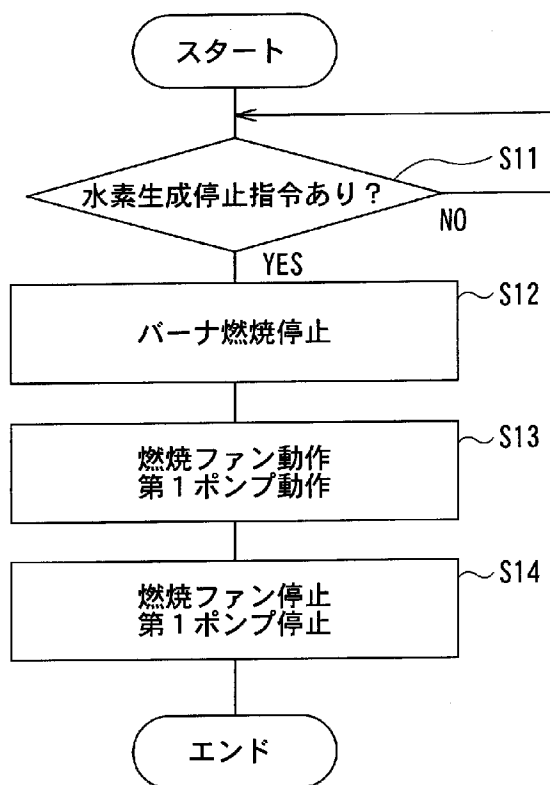 スタート
水素生成停止指令あり？
S11
NO
YES
S12
バーナ燃焼停止
S13
燃焼ファン動作
第１ポンプ動作
S14
燃焼ファン停止
第１ポンプ停止
エンド